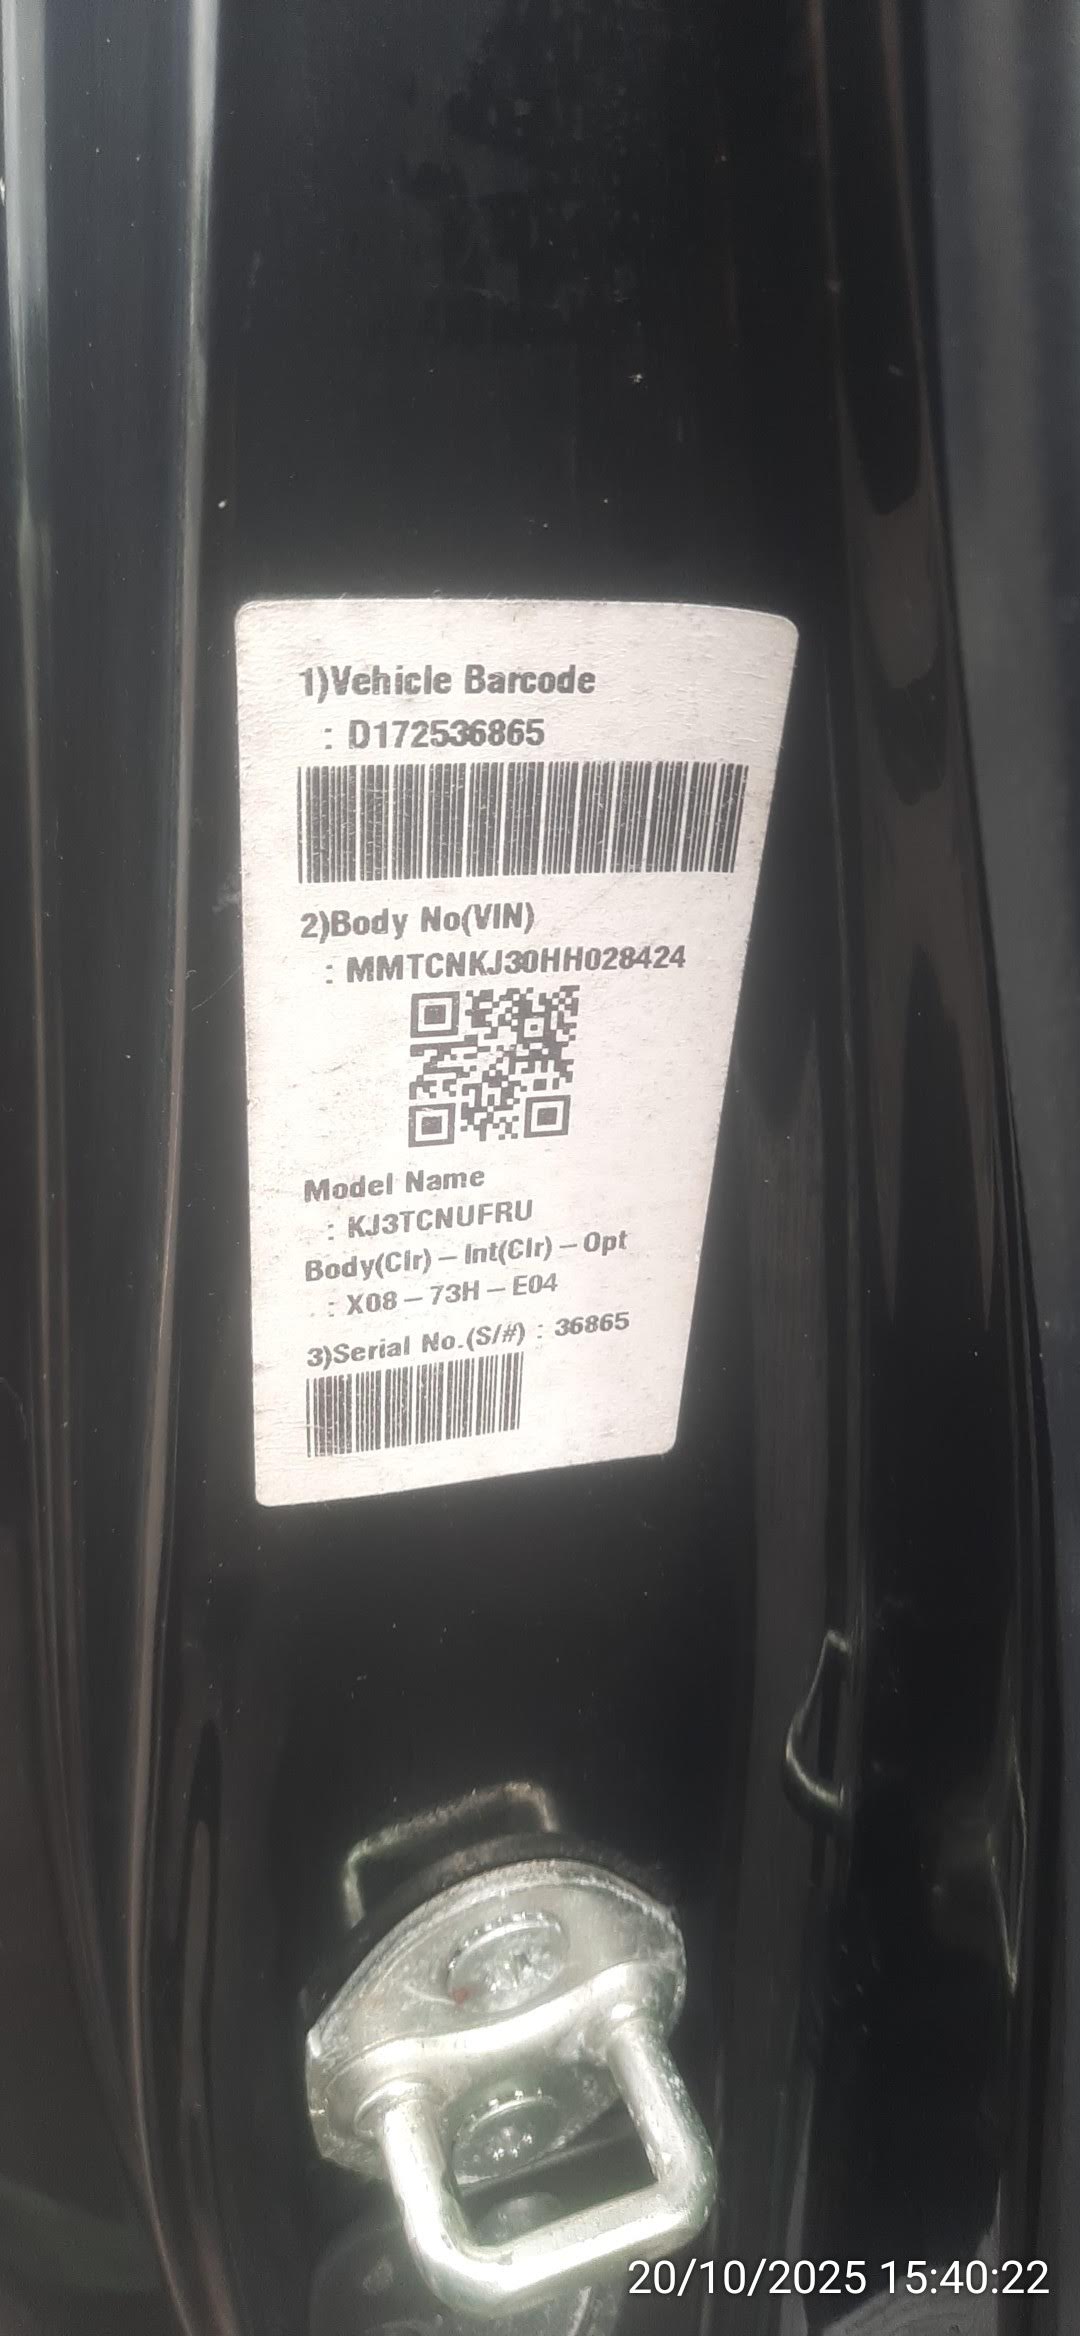 1)Vehicle Barcode
: D172536865
2)Body No(VIN)
: MMTCNKJ30HH028424
Model Name
: KJ3TCNUFRU
Body(Clr) – Int(Clr) – Opt
: X08 – 73H – E04
3)Serial No.(S/#) : 36865
20/10/2025 15:40:22